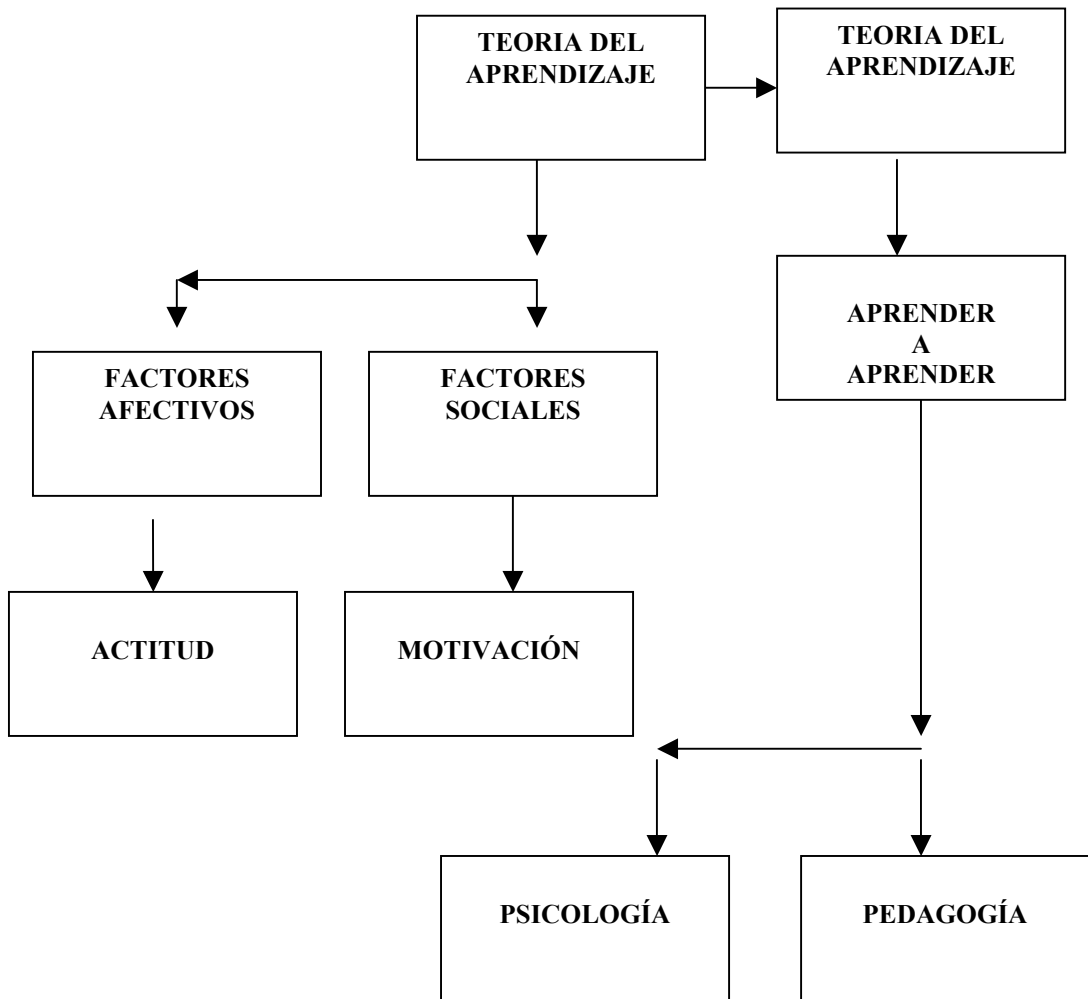 TEORIA DEL
APRENDIZAJE
TEORIA DEL
APRENDIZAJE
APRENDER
A
APRENDER
FACTORES
AFECTIVOS
FACTORES
SOCIALES
ACTITUD
MOTIVACIÓN
PSICOLOGÍA
PEDAGOGÍA